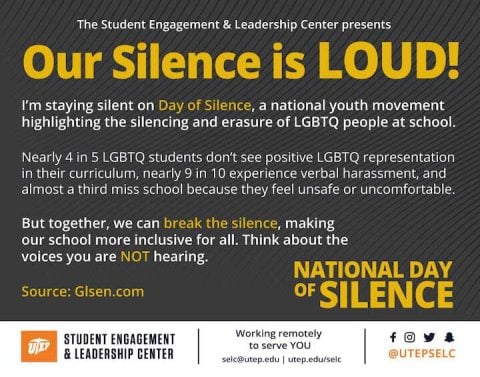 The Student Engagement & Leadership Center presents
Our Silence is LOUD!
I'm staying silent on Day of Silence, a national youth movement
highlighting the silencing and erasure of LGBTQ people at school.
Nearly 4 in 5 LGBTQ students don't see positive LGBTQ representation
in their curriculum, nearly 9 in 10 experience verbal harassment, and
almost a third miss school because they feel unsafe or uncomfortable.
But together, we can break the silence, making
our school more inclusive for all. Think about the
voices you are NOT hearing.
Source: Glsen.com
NATIONAL DAY
OF SILENCE
UTEP
STUDENT ENGAGEMENT
& LEADERSHIP CENTER
Working remotely
to serve YOU
selc@utep.edu | utep.edu/selc
@UTEPSELC